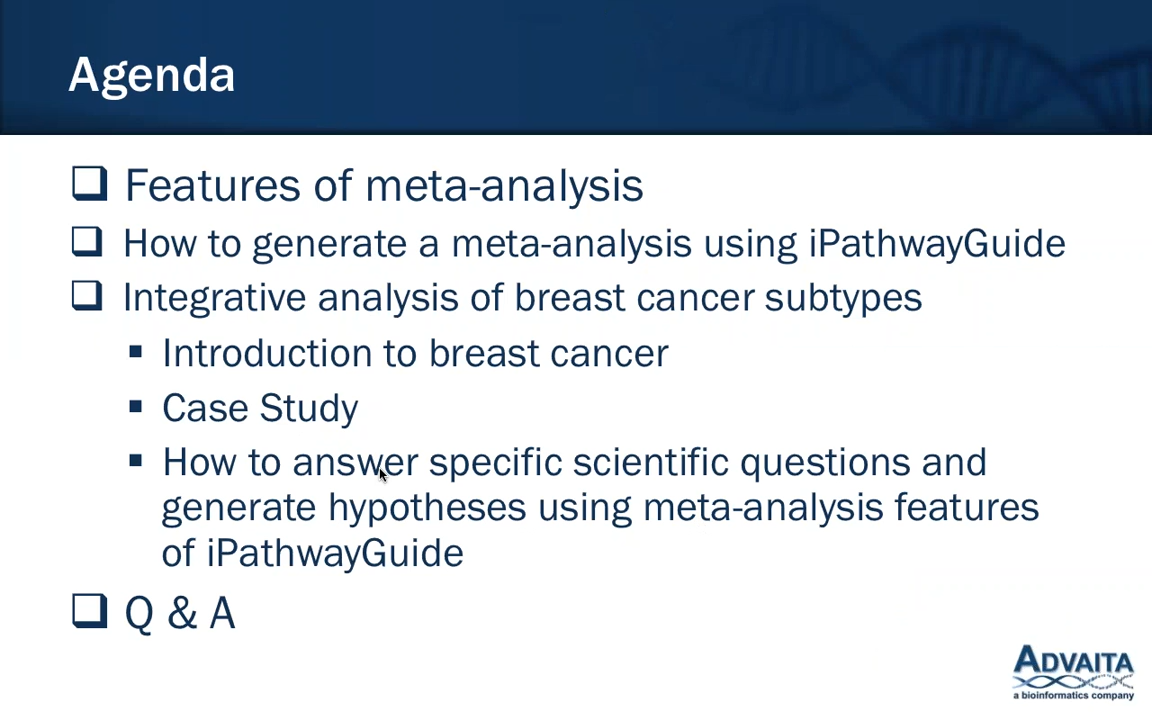 Agenda
❑ Features of meta-analysis
❑ How to generate a meta-analysis using iPathwayGuide
❑ Integrative analysis of breast cancer subtypes
▪ Introduction to breast cancer
▪ Case Study
▪ How to answer specific scientific questions and
generate hypotheses using meta-analysis features
of iPathwayGuide
❑ Q & A
ADVAITA
a bioinformatics company